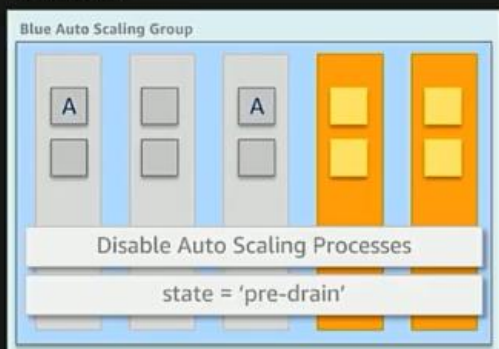 Blue Auto Scaling Group
A A
Disable Auto Scaling Processes
state = 'pre-drain'